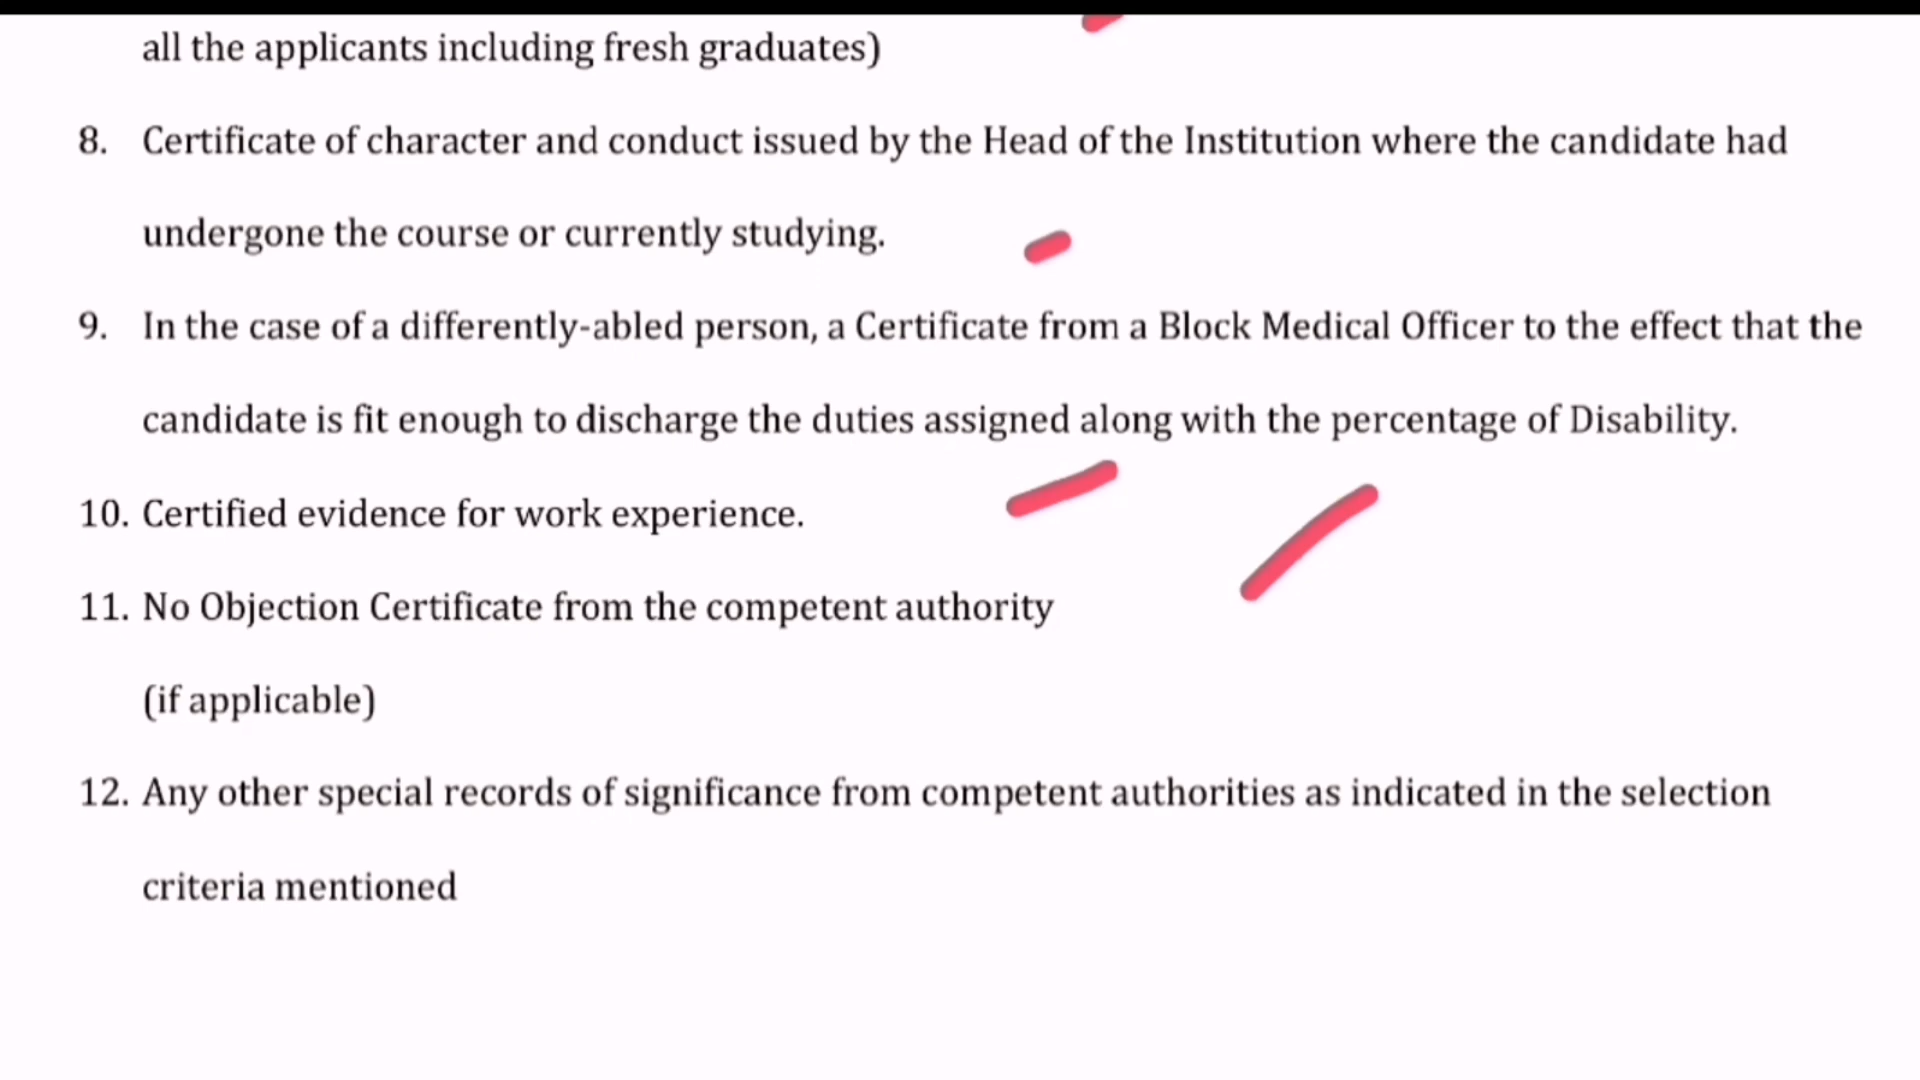 all the applicants including fresh graduates)
8. Certificate of character and conduct issued by the Head of the Institution where the candidate had
undergone the course or currently studying.
9. In the case of a differently-abled person, a Certificate from a Block Medical Officer to the effect that the
candidate is fit enough to discharge the duties assigned along with the percentage of Disability.
10. Certified evidence for work experience.
11. No Objection Certificate from the competent authority
(if applicable)
12. Any other special records of significance from competent authorities as indicated in the selection
criteria mentioned